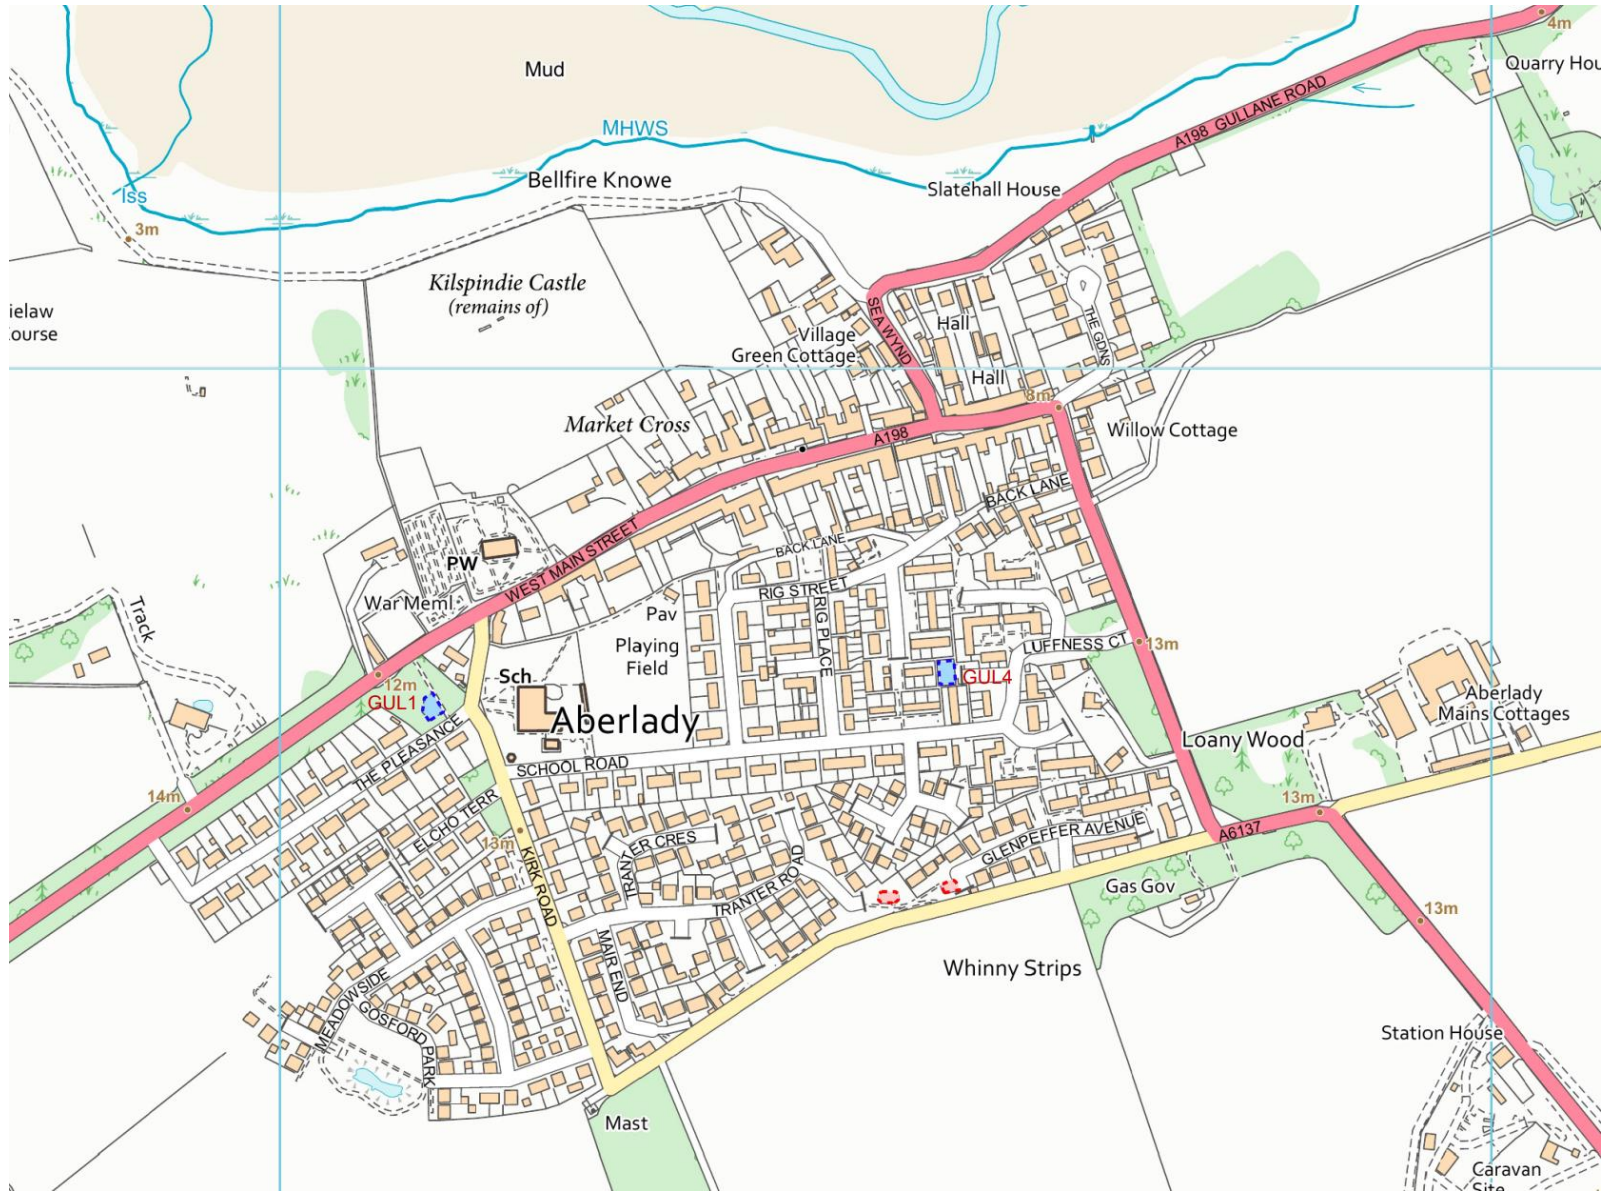 4m
Quarry Hou
Mud
A198 GULLANE ROAD
MHWS
Bellfire Knowe
Slatehall House
Iss
3m
Kilspindie Castle
(remains of)
ielaw
ourse
SEA WYND
Hall
THE GDNS
Village
Green Cottage
Hall
8m
Market Cross
A198
Willow Cottage
BACK LANE
WEST MAIN STREET
BACK LANE
PW
RIG STREET
War Meml
Track
Pav
RIG PLACE
Playing
Field
LUFFNESS CT
13m
Sch
GUL4
12m
GUL1
Aberlady
Aberlady
Mains Cottages
THE PLEASANCE
Loany Wood
SCHOOL ROAD
14m
13m
ELCHO TERR
13m
KIRK ROAD
TRANTER CRES
GLENPEFFER AVENUE
A6137
TRANTER ROAD
Gas Gov
13m
MAIR END
Whinny Strips
MEADOWSIDE
GOSFORD PARK
Station House
Mast
Caravan
Site